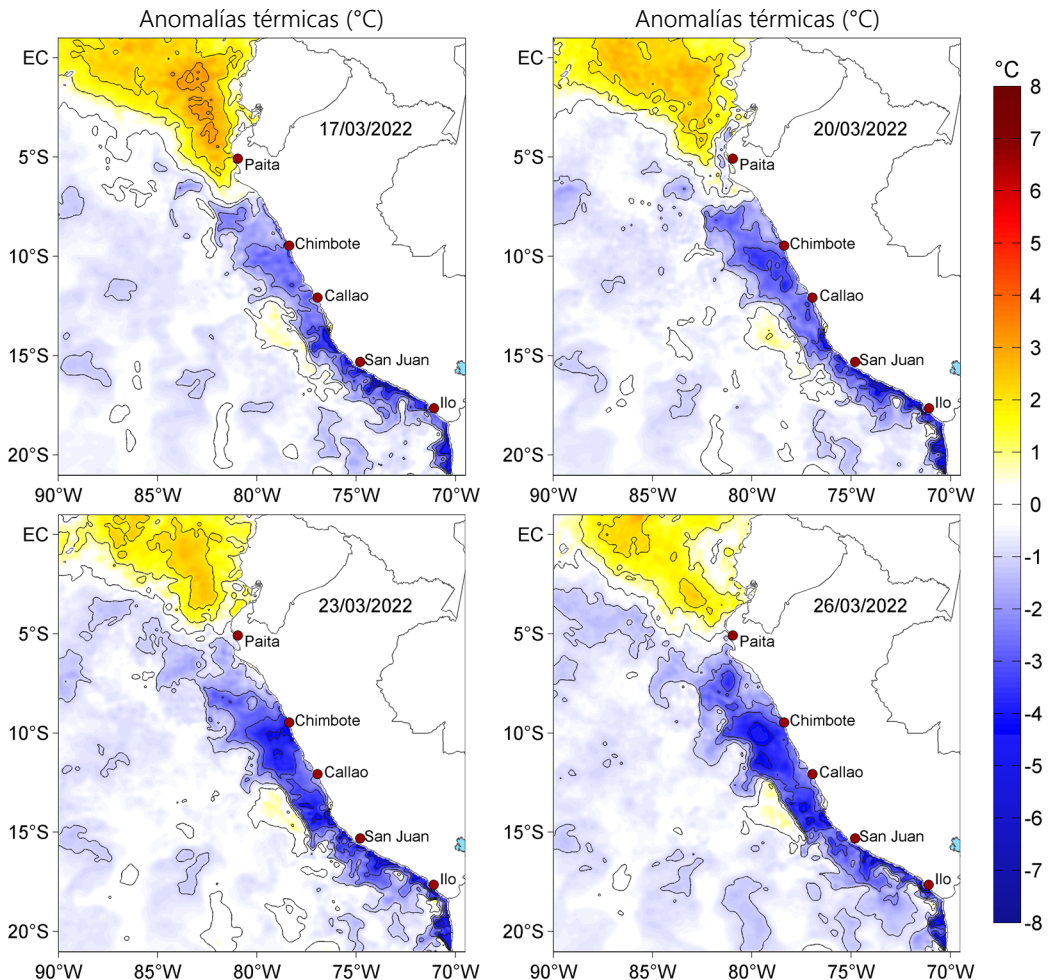 Anomalías térmicas (°C)
Anomalías térmicas (°C)
EC
5°S
10°S
15°S
20°S
90°W
85°W
80°W
75°W
70°W
17/03/2022
Paita
Chimbote
Callao
San Juan
Ilo
EC
5°S
10°S
15°S
20°S
90°W
85°W
80°W
75°W
70°W
20/03/2022
Paita
Chimbote
Callao
San Juan
Ilo
EC
5°S
10°S
15°S
20°S
90°W
85°W
80°W
75°W
70°W
23/03/2022
Paita
Chimbote
Callao
San Juan
Ilo
EC
5°S
10°S
15°S
20°S
90°W
85°W
80°W
75°W
70°W
26/03/2022
Paita
Chimbote
Callao
San Juan
Ilo
°C
8
7
6
5
4
3
2
1
0
-1
-2
-3
-4
-5
-6
-7
-8